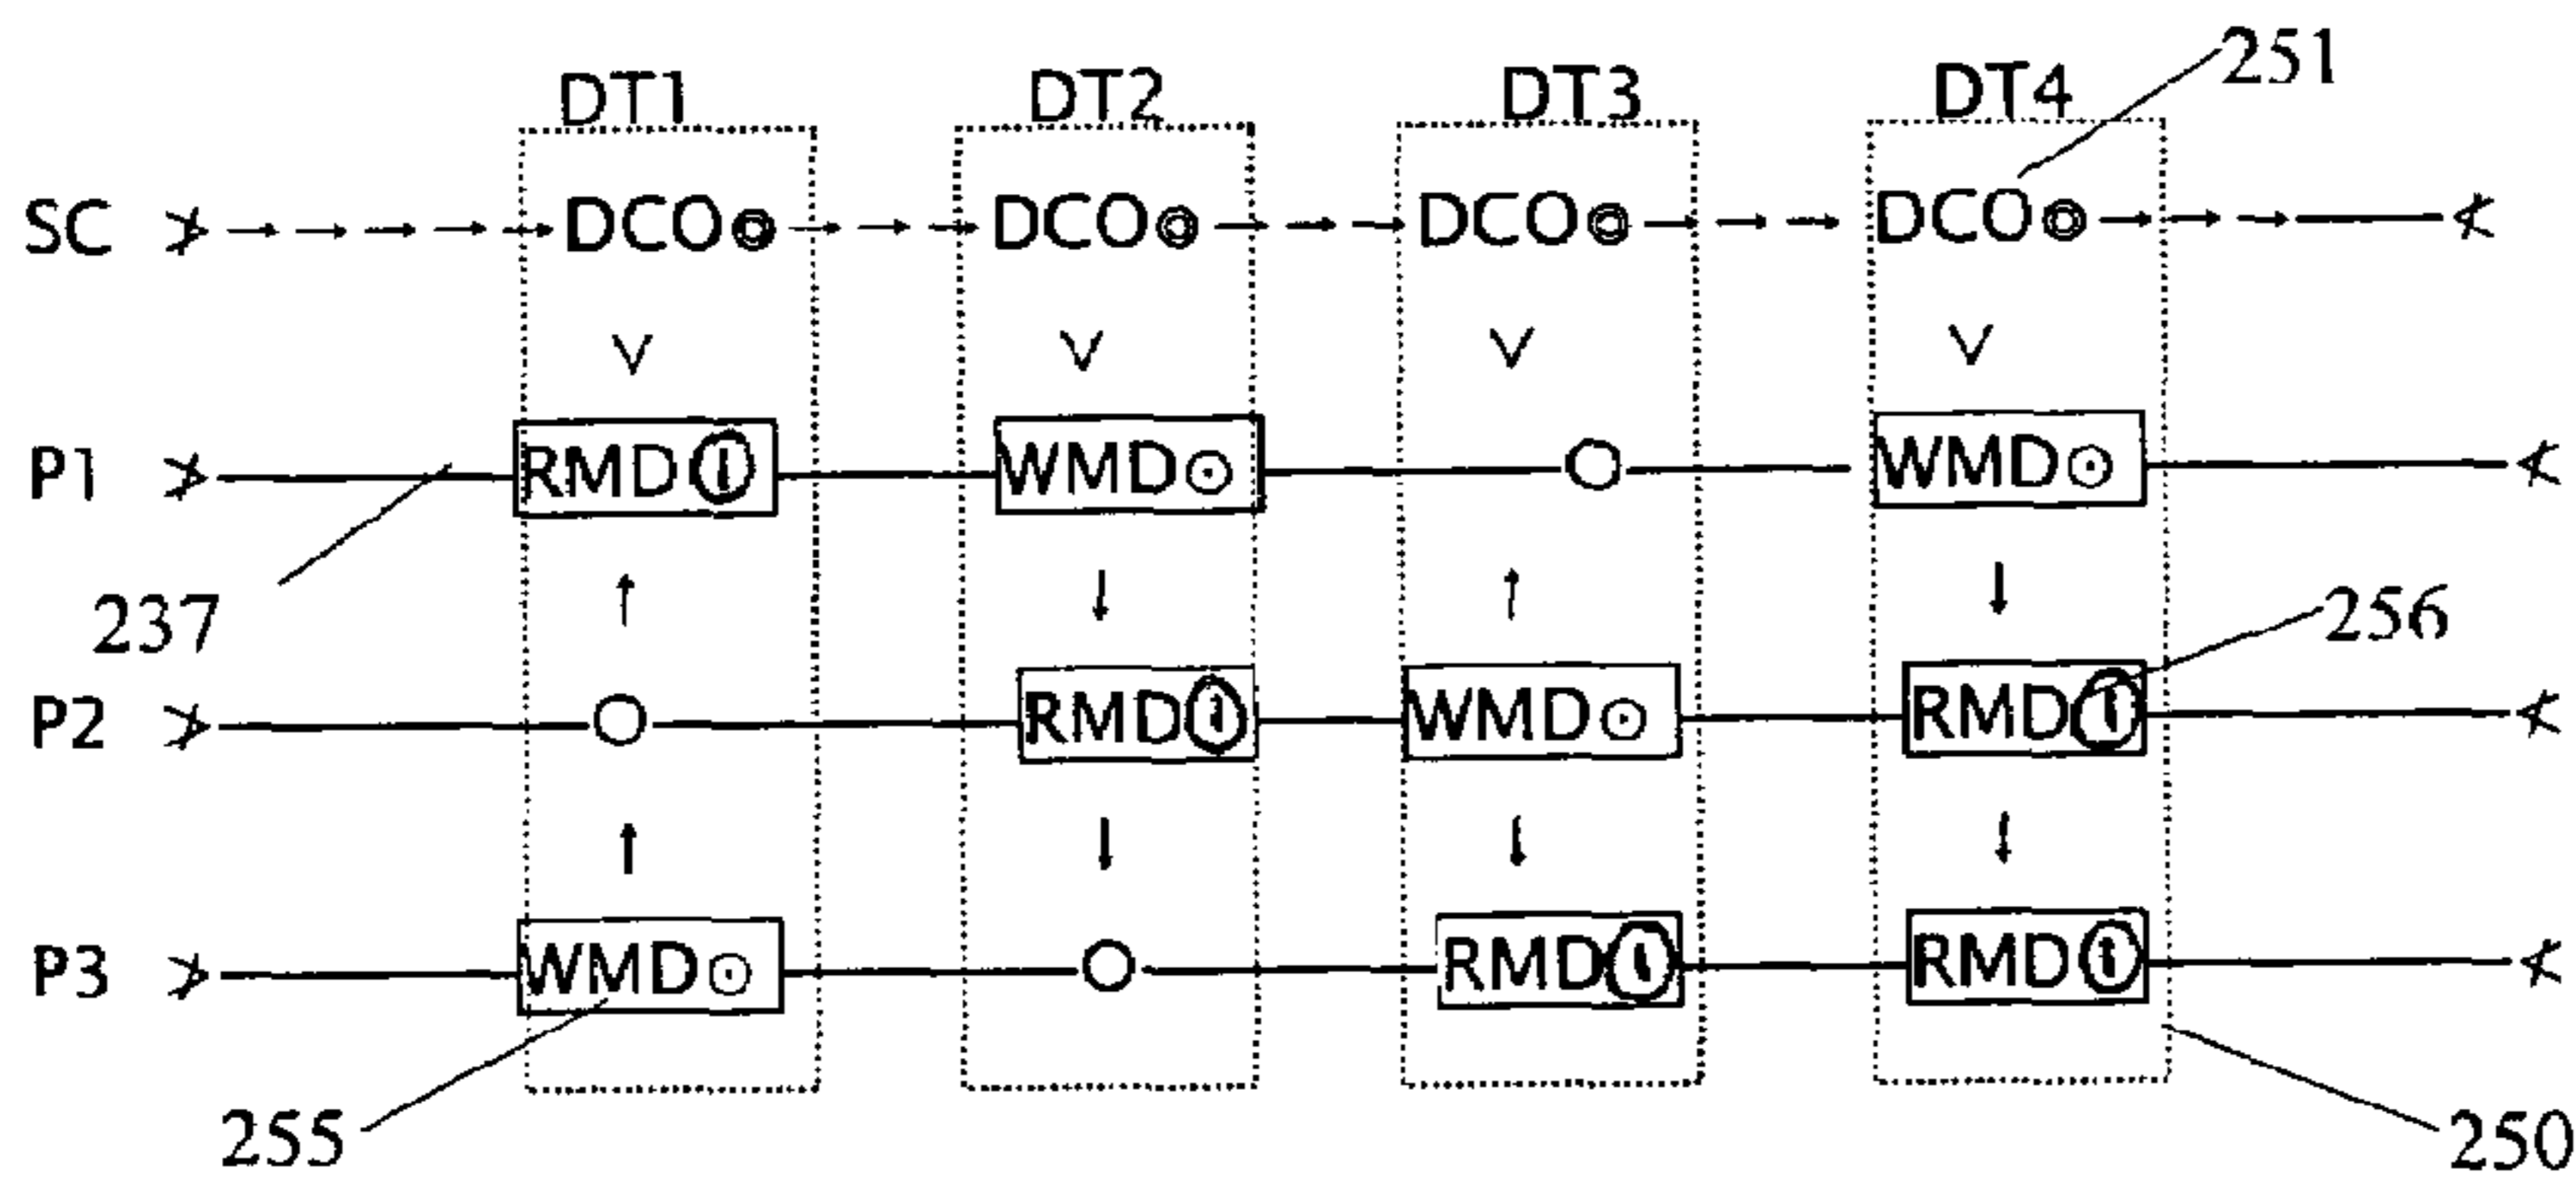 251
DT1 DT2 DT3 DT4
SC DCO DCO DCO DCO
P1 RMD WMD WMD
237 256
P2 RMD WMD RMD
P3 WMD RMD RMD
255 250